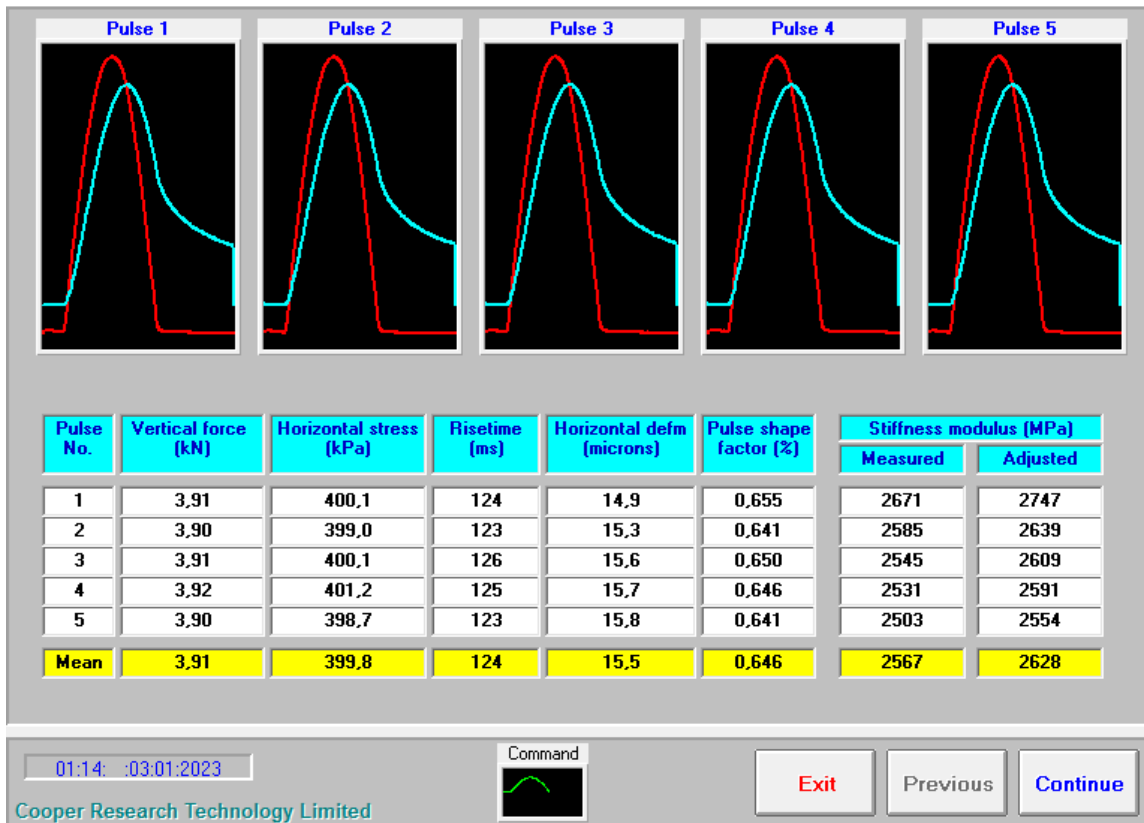 Pulse 1 Pulse 2 Pulse 3 Pulse 4 Pulse 5
Pulse No. Vertical force (kN) Horizontal stress (kPa) Risetime (ms) Horizontal defm (microns) Pulse shape factor (%) Stiffness modulus (MPa)
Measured Adjusted
1 3,91 400,1 124 14,9 0,655 2671 2747
2 3,90 399,0 123 15,3 0,641 2585 2639
3 3,91 400,1 126 15,6 0,650 2545 2609
4 3,92 401,2 125 15,7 0,646 2531 2591
5 3,90 398,7 123 15,8 0,641 2503 2554
Mean 3,91 399,8 124 15,5 0,646 2567 2628
Command
01:14: :03:01:2023
Exit Previous Continue
Cooper Research Technology Limited